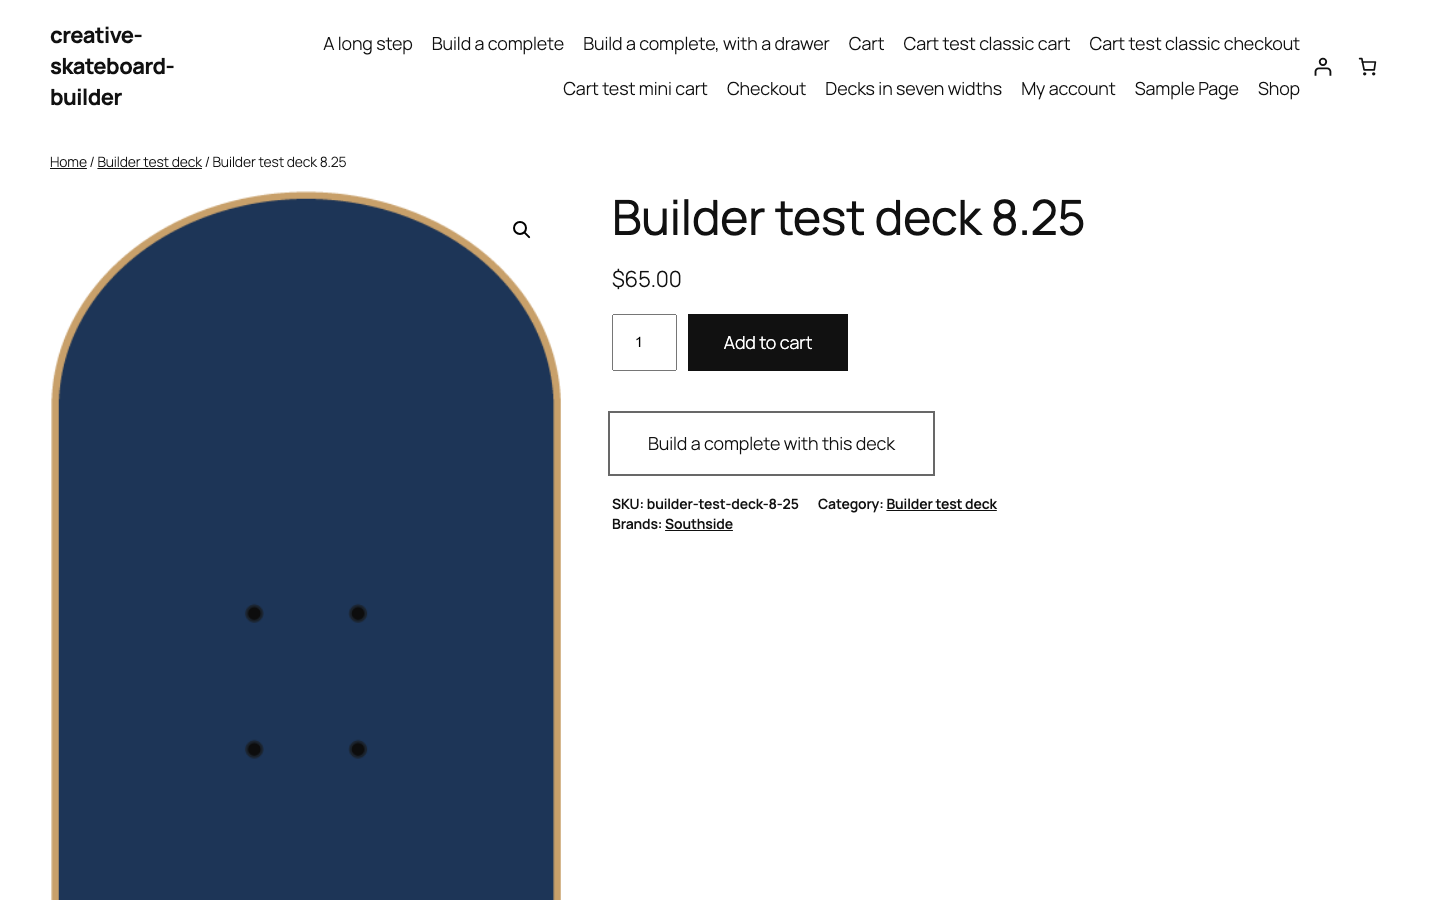 creative-
skateboard-
builder
A long step Build a complete Build a complete, with a drawer Cart Cart test classic cart Cart test classic checkout
Cart test mini cart Checkout Decks in seven widths My account Sample Page Shop
Home / Builder test deck / Builder test deck 8.25
Builder test deck 8.25
$65.00
1 Add to cart
Build a complete with this deck
SKU: builder-test-deck-8-25 Category: Builder test deck
Brands: Southside